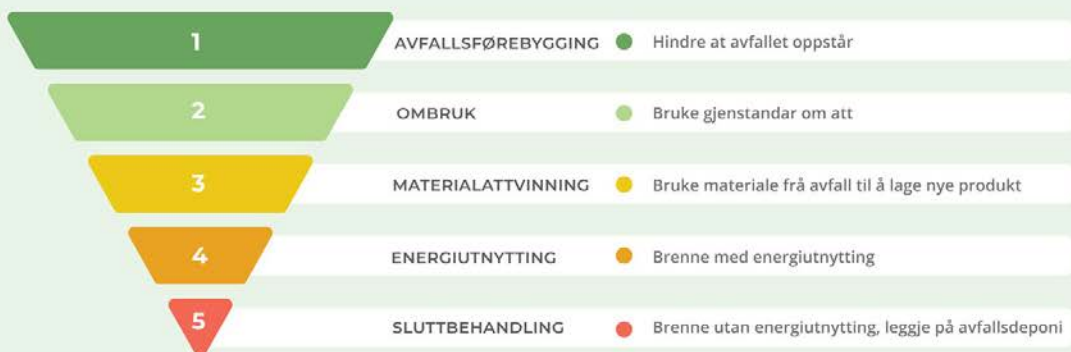 1 AVFALLSFØREBYGGING Hindre at avfallet oppstår
2 OMBRUK Bruke gjenstandar om att
3 MATERIALATTVINNING Bruke materiale frå avfall til å lage nye produkt
4 ENERGIUTNYTTING Brenne med energiutnytting
5 SLUTTBEHANDLING Brenne utan energiutnytting, leggje på avfallsdeponi